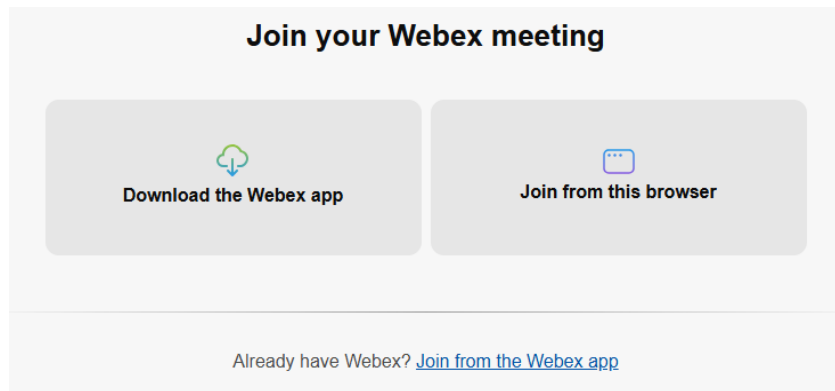 Join your Webex meeting
Download the Webex app
Join from this browser
Already have Webex? Join from the Webex app